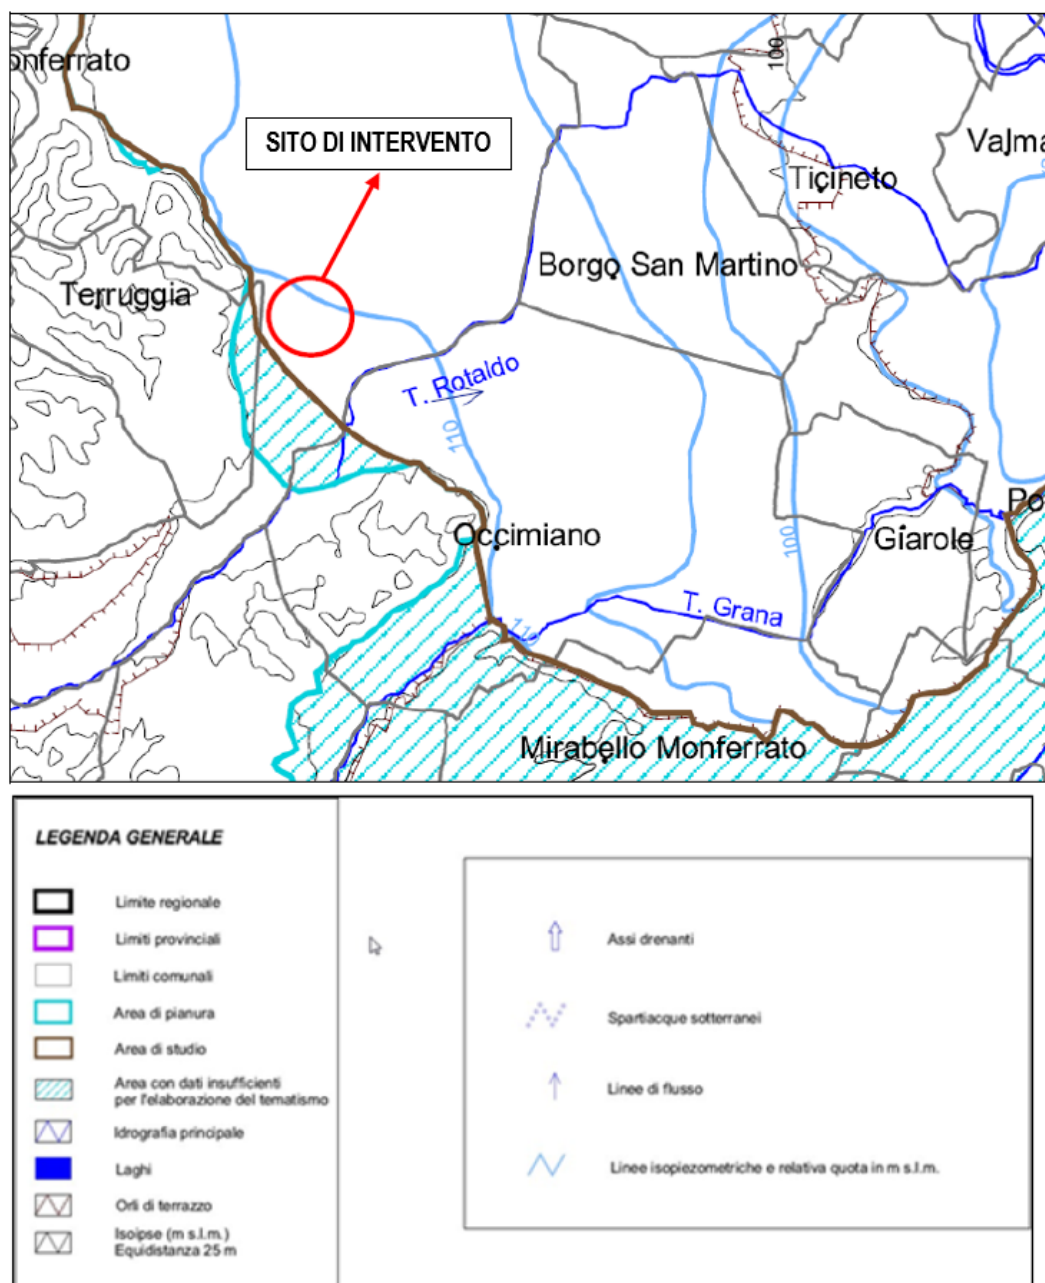 onferrato
100
SITO DI INTERVENTO
Valma
Ticineto
Borgo San Martino
Terruggia
T. Rotaldo
110
100
Po
Occimiano
Giarole
T. Grana
110
Mirabello Monferrato
LEGENDA GENERALE
Limite regionale
Limiti provinciali
Limiti comunali
Area di pianura
Area di studio
Area con dati insufficienti
per l'elaborazione del tematismo
Idrografia principale
Laghi
Orli di terrazzo
Isoipse (m s.l.m.)
Equidistanza 25 m
Assi drenanti
Spartiacque sotterranei
Linee di flusso
Linee isopiezometriche e relativa quota in m s.l.m.